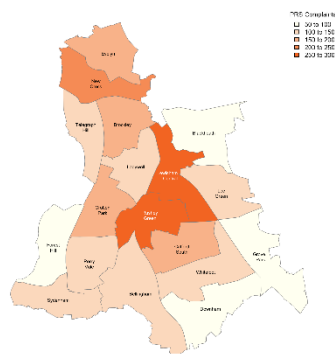 PRS Complaints
50 to 100
100 to 150
150 to 200
200 to 250
250 to 300
Evelyn
New
Cross
Telegraph
Hill
Brockley
Blackheath
Ladywell
Lewisham
Central
Lee
Green
Crofton
Park
Rushey
Green
Forest
Hill
Catford
South
Grove
Park
Perry
Vale
Whitefoot
Sydenham
Bellingham
Downham